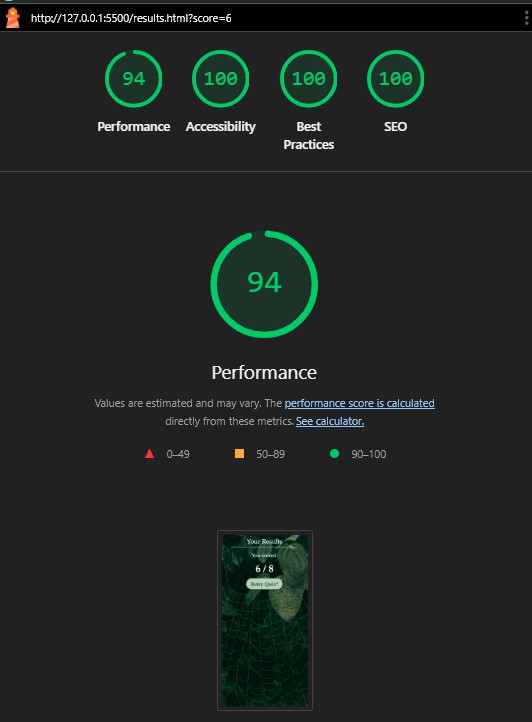 http://127.0.0.1:5500/results.html?score=6
94 100 100 100
Performance Accessibility Best Practices SEO
94
Performance
Values are estimated and may vary. The performance score is calculated
directly from these metrics. See calculator.
0–49 50–89 90–100
Your Results
You scored:
6 / 8
Retry Quiz!